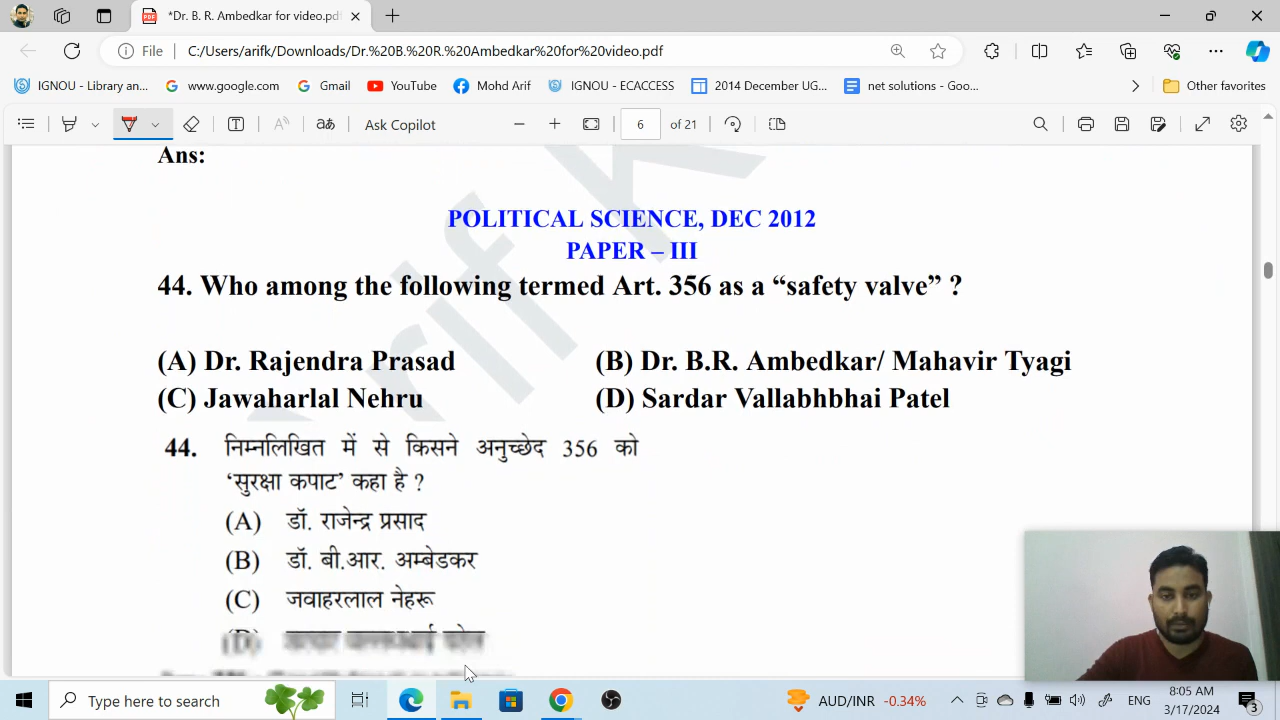 *Dr. B. R. Ambedkar for video.pd
File C:/Users/arifk/Downloads/Dr.%20B.%20R.%20Ambedkar%20for%20video.pdf
IGNOU - Library an... www.google.com Gmail YouTube Mohd Arif IGNOU - ECACCESS 2014 December UG... net solutions - Goo... Other favorites
Ask Copilot 6 of 21
Ans:
POLITICAL SCIENCE, DEC 2012
PAPER – III
44. Who among the following termed Art. 356 as a “safety valve” ?
(A) Dr. Rajendra Prasad (B) Dr. B.R. Ambedkar/ Mahavir Tyagi
(C) Jawaharlal Nehru (D) Sardar Vallabhbhai Patel
44. निम्नलिखित में से किसने अनुच्छेद 356 को
‘सुरक्षा कपाट’ कहा है ?
(A) डॉ. राजेन्द्र प्रसाद
(B) डॉ. बी.आर. अम्बेडकर
(C) जवाहरलाल नेहरू
Type here to search AUD/INR -0.34% ENG 8:05 AM
3/17/2024 3